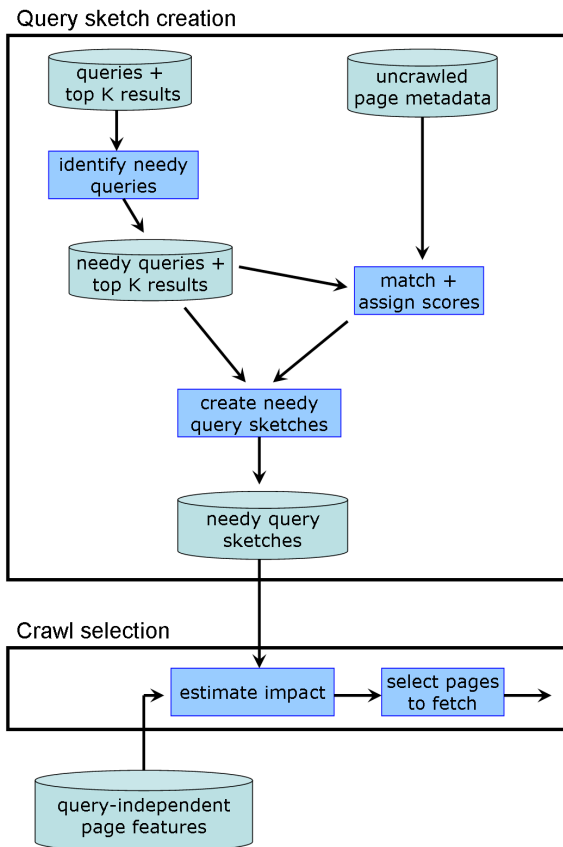 Query sketch creation
queries +
top K results
uncrawled
page metadata
identify needy
queries
needy queries +
top K results
match +
assign scores
create needy
query sketches
needy query
sketches
Crawl selection
estimate impact
select pages
to fetch
query-independent
page features